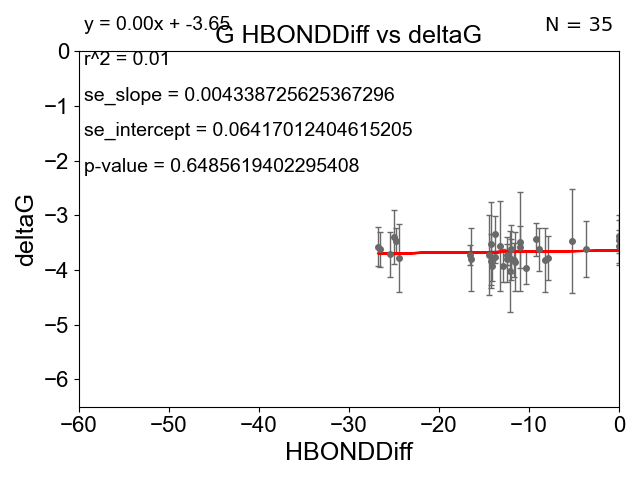 y = 0.00x + -3.65
N = 35
G HBONDDiff vs deltaG
r^2 = 0.01
se_slope = 0.004338725625367296
se_intercept = 0.06417012404615205
p-value = 0.6485619402295408
0
−1
−2
−3
−4
−5
−6
deltaG
−60 −50 −40 −30 −20 −10 0
HBONDDiff